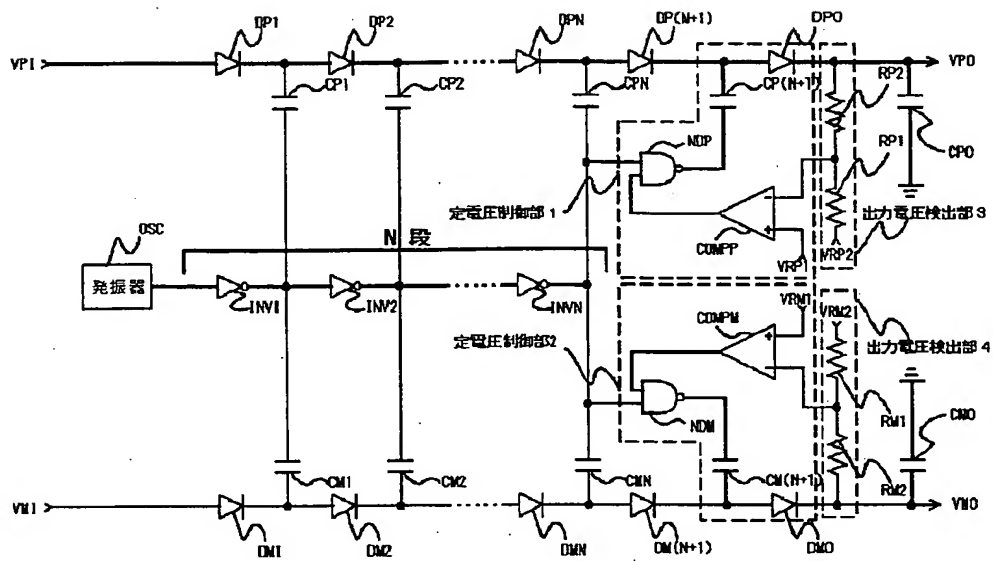 DP1
DP2
DPN
DP(N+1)
DPO
VPI
VPO
CP1
CP2
CPN
CP(N+1)
RP2
NDP
RP1
CPO
定電圧制御部1
出力電圧検出部3
OSC
N段
COMPP
VRP1
VRP2
発振器
INV1
INV2
INVN
COMPM
VRM1
VRM2
定電圧制御部2
出力電圧検出部4
NDM
RM1
CMO
CM1
CM2
CMN
CM(N+1)
RM2
VMI
VMO
DM1
DM2
DMN
DM(N+1)
DMO